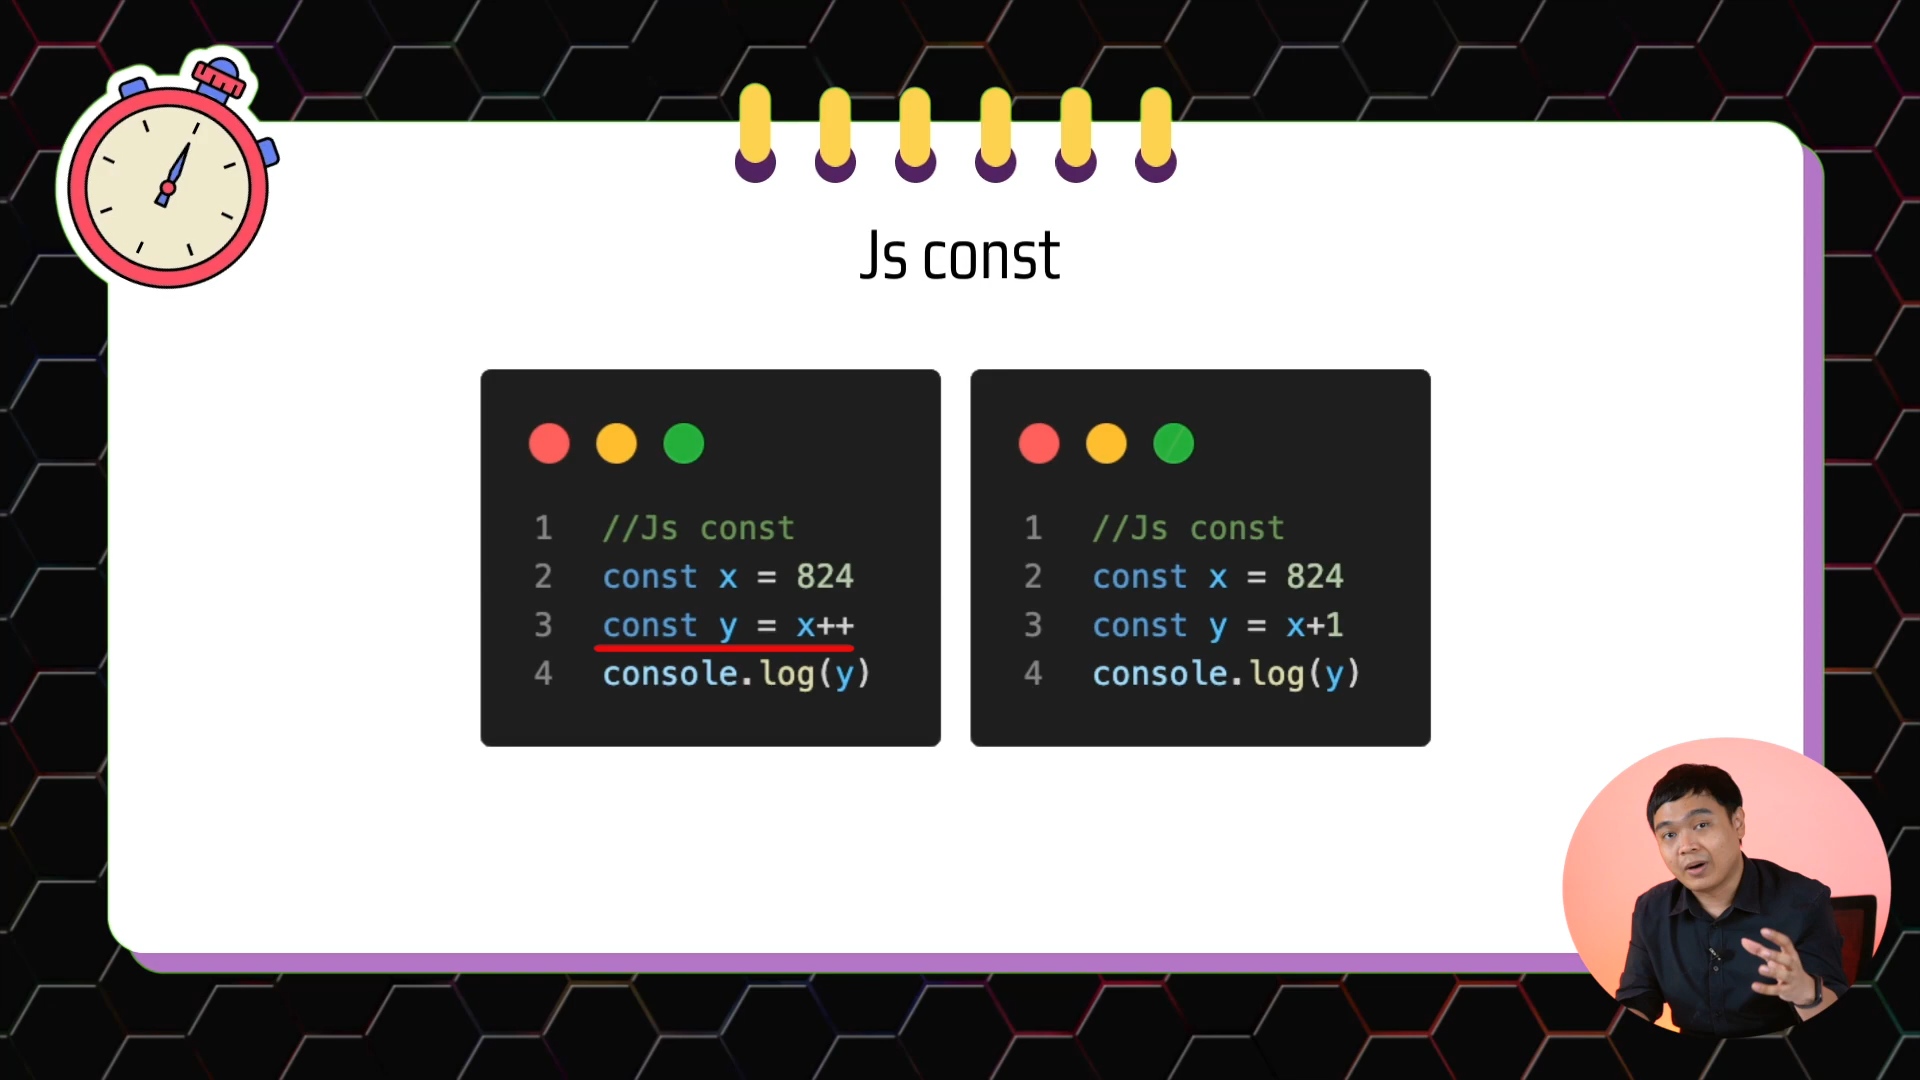 Js const
1 //Js const
2 const x = 824
3 const y = x++
4 console.log(y)
1 //Js const
2 const x = 824
3 const y = x+1
4 console.log(y)